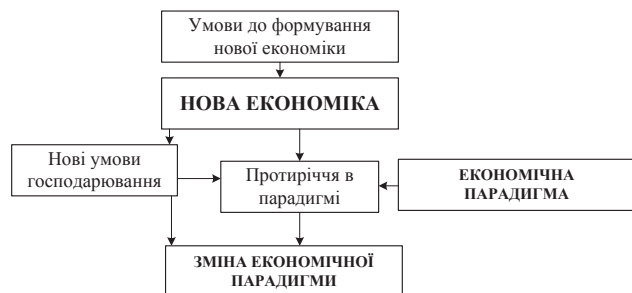 Умови до формування
нової економіки
НОВА ЕКОНОМІКА
Нові умови
господарювання
Протиріччя в
парадигмі
ЕКОНОМІЧНА
ПАРАДИГМА
ЗМІНА ЕКОНОМІЧНОЇ
ПАРАДИГМИ